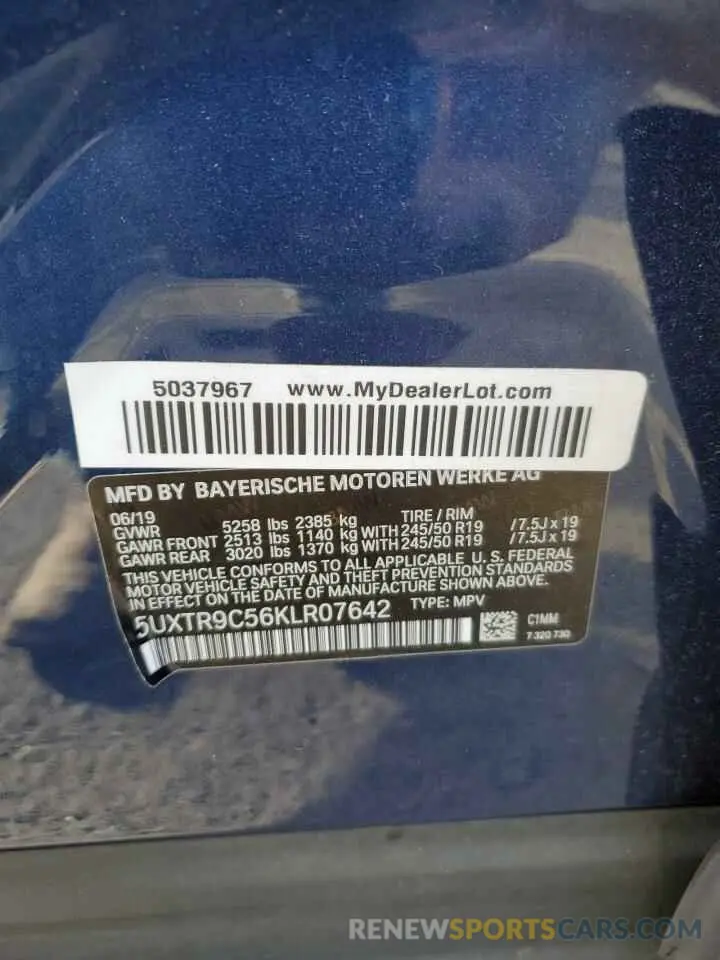 5037967 www.MyDealerLot.com
MFD BY BAYERISCHE MOTOREN WERKE AG
06/19 TIRE / RIM
GVWR 5258 lbs 2385 kg
GAWR FRONT 2513 lbs 1140 kg WITH 245/50 R19 /7.5J x 19
GAWR REAR 3020 lbs 1370 kg WITH 245/50 R19 /7.5J x 19
THIS VEHICLE CONFORMS TO ALL APPLICABLE U. S. FEDERAL
MOTOR VEHICLE SAFETY AND THEFT PREVENTION STANDARDS
IN EFFECT ON THE DATE OF MANUFACTURE SHOWN ABOVE.
5UXTR9C56KLR07642 TYPE: MPV
C1MM
7 320 730
RENEWSPORTSCARS.COM